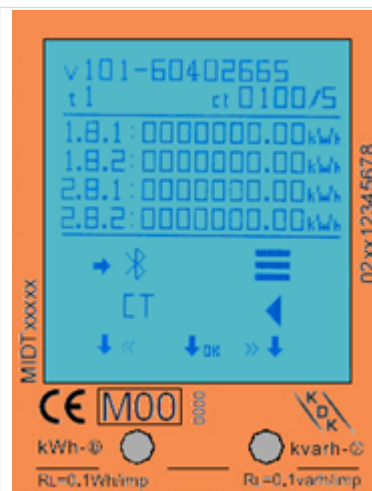 v101-60402665
t1 ct 0100/5
1.8.1:0000000.00kWh
1.8.2:0000000.00kWh
2.8.1:0000000.00kWh
2.8.2:0000000.00kWh
CT
« OK »
MIDTxxxxx
02xx12345678
CE M00 0000
KDK
kWh-① kvarh-②
RL=0.1Wh/imp RL=0.1varh/imp